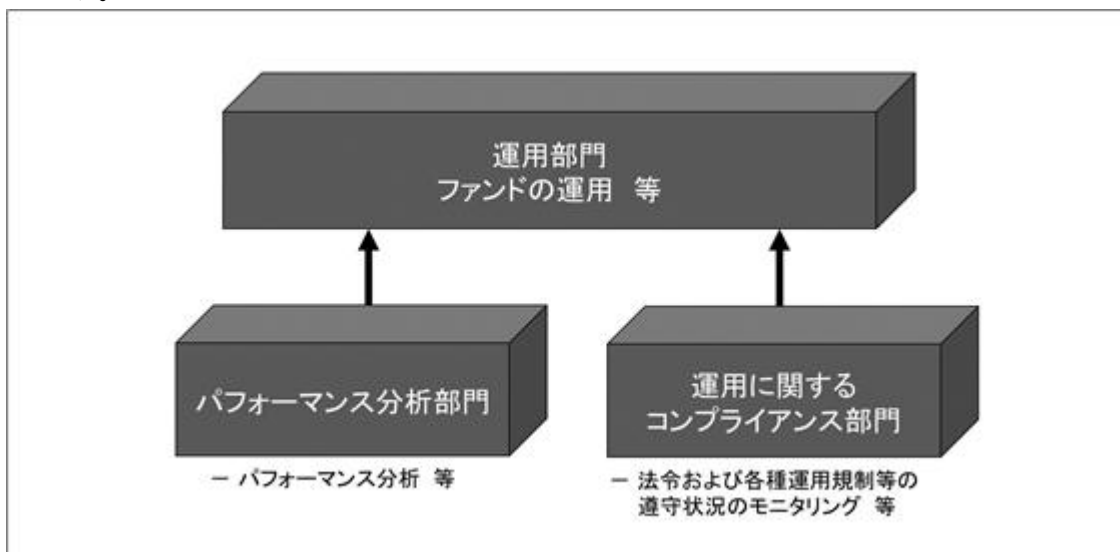 運用部門
ファンドの運用 等
パフォーマンス分析部門
－ パフォーマンス分析 等
運用に関する
コンプライアンス部門
－ 法令および各種運用規制等の
遵守状況のモニタリング 等